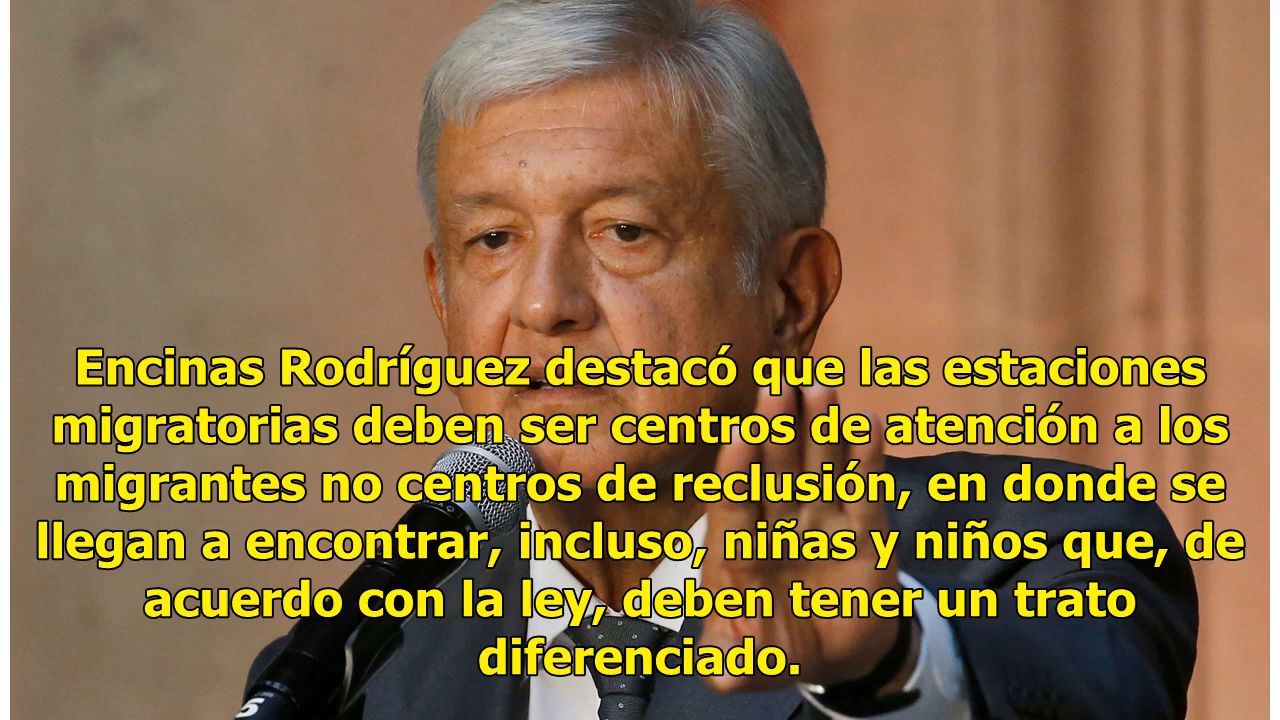 Encinas Rodríguez destacó que las estaciones
migratorias deben ser centros de atención a los
migrantes no centros de reclusión, en donde se
llegan a encontrar, incluso, niñas y niños que, de
acuerdo con la ley, deben tener un trato
diferenciado.